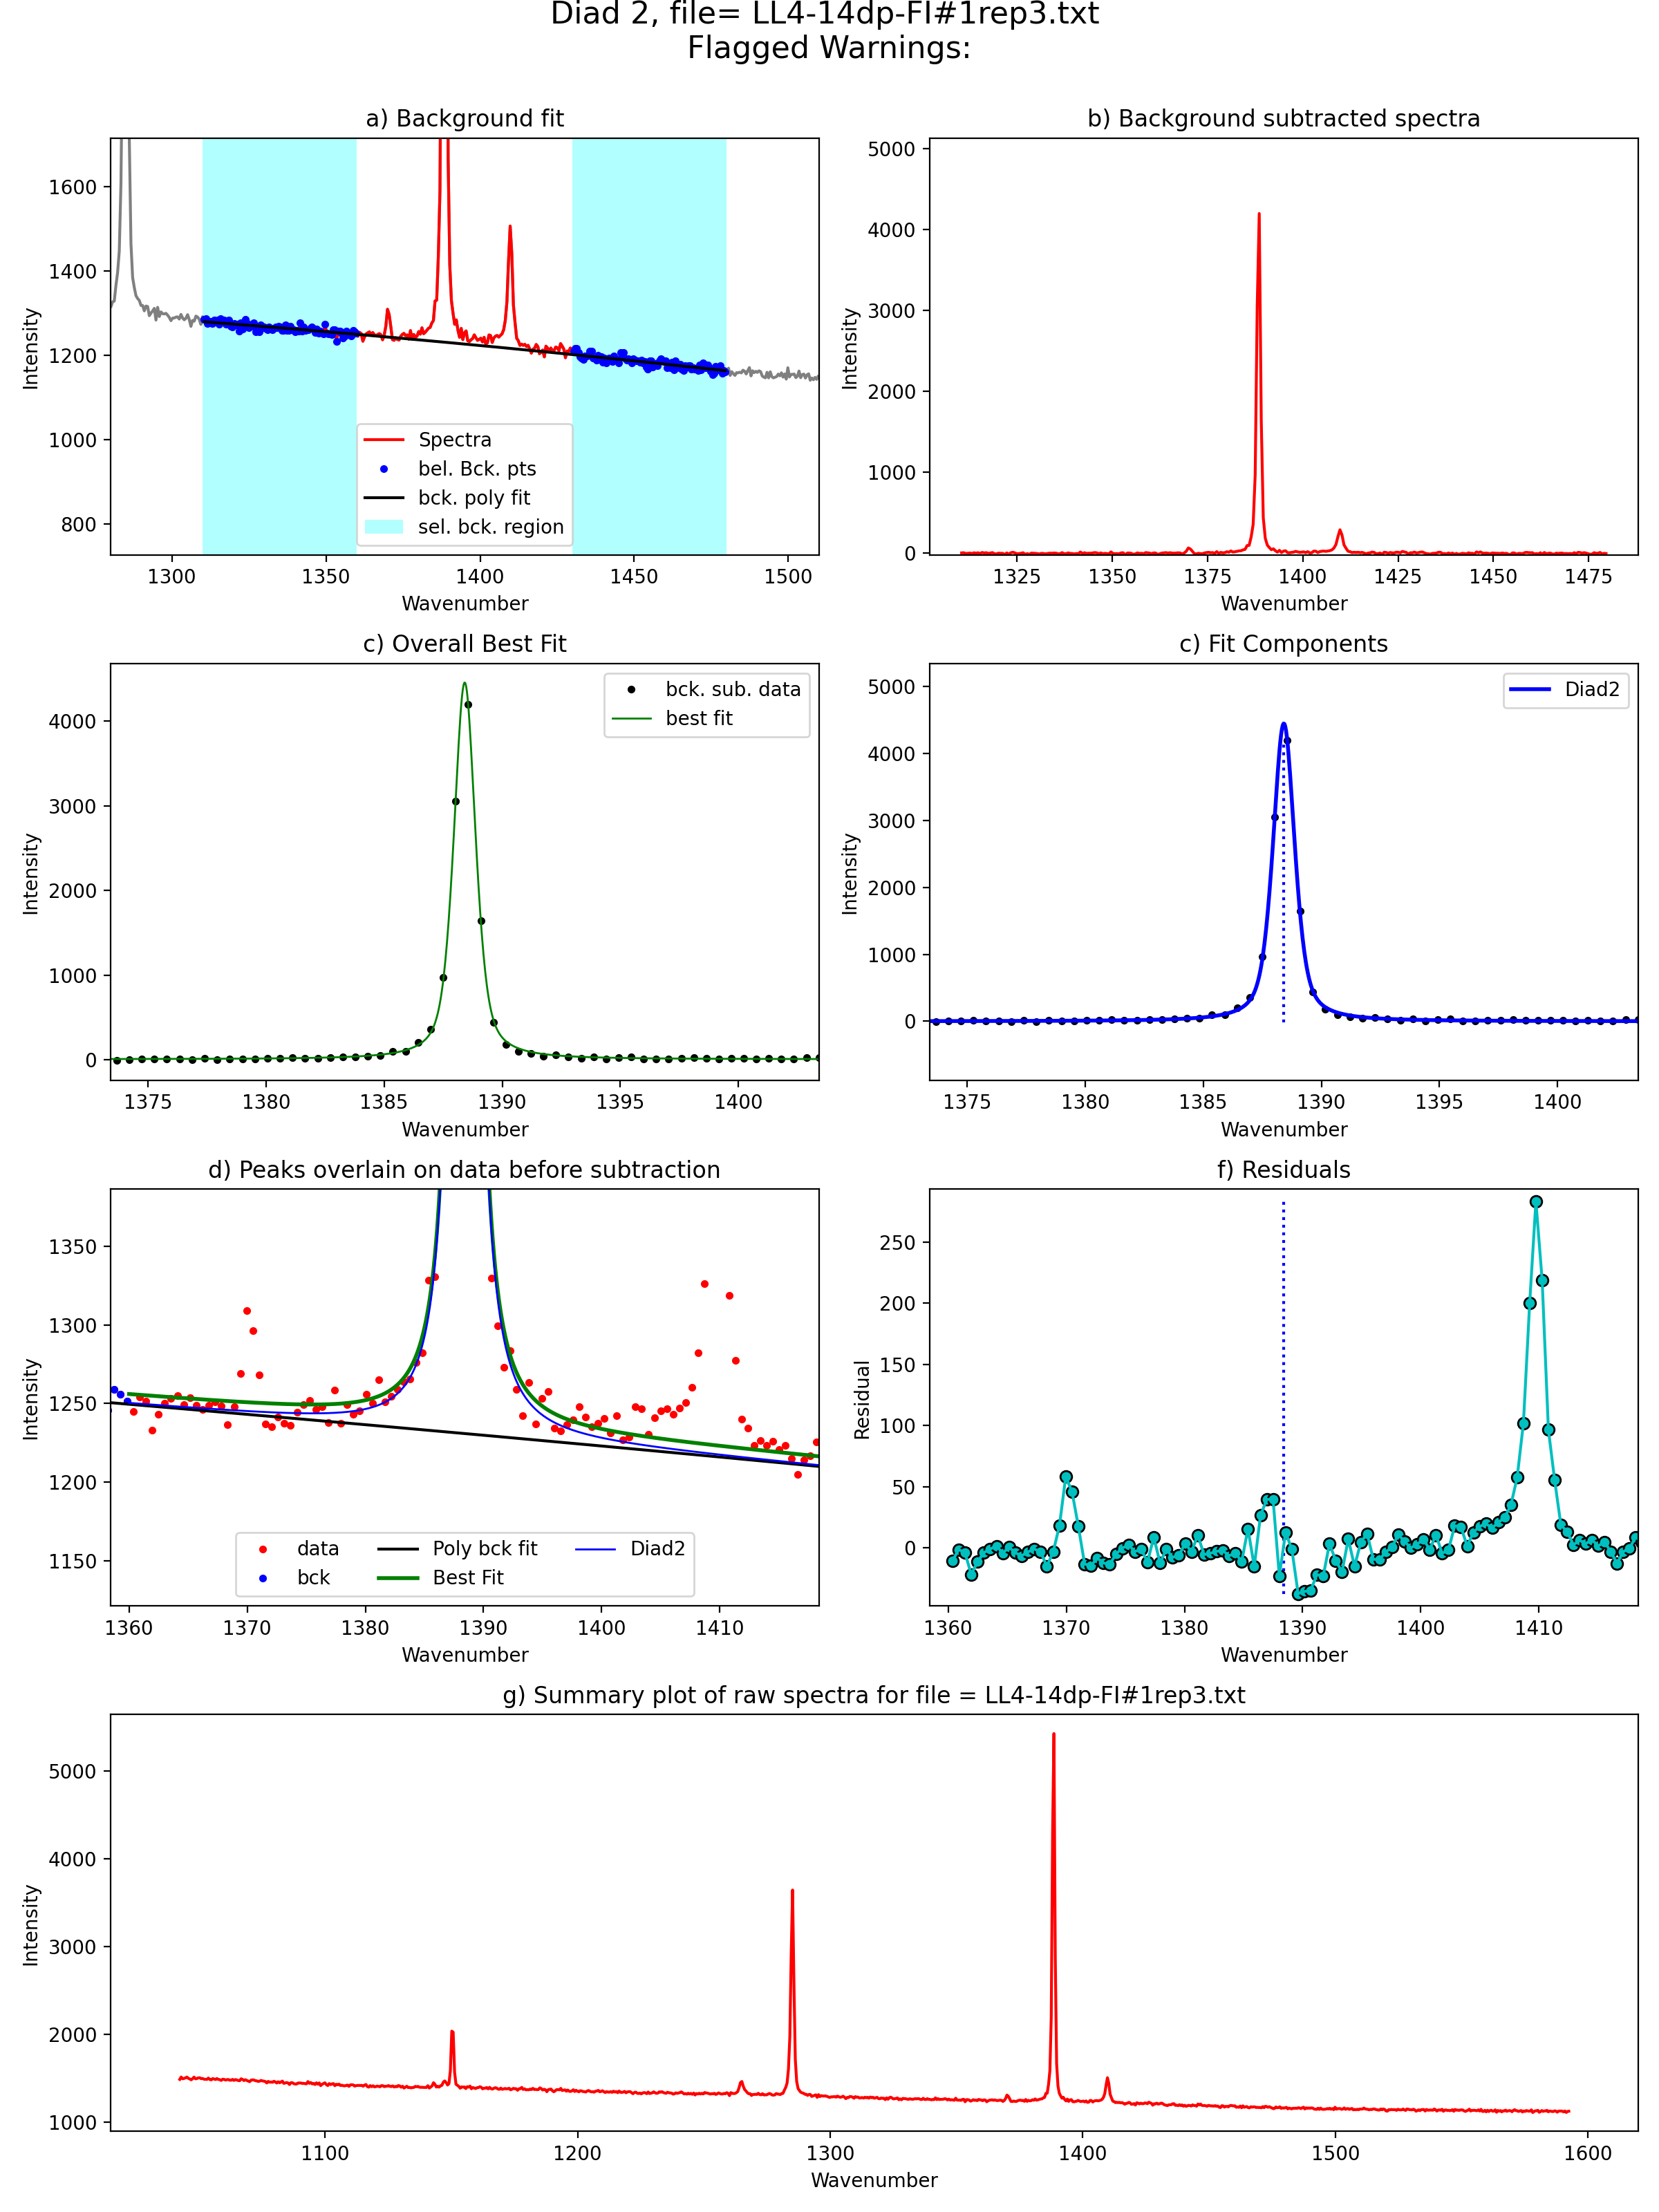 Diad 2, file= LL4-14dp-FI#1rep3.txt
Flagged Warnings:
a) Background fit
Intensity
1600
1400
1200
1000
800
Spectra
bel. Bck. pts
bck. poly fit
sel. bck. region
1300 1350 1400 1450 1500
Wavenumber
b) Background subtracted spectra
Intensity
5000
4000
3000
2000
1000
0
1325 1350 1375 1400 1425 1450 1475
Wavenumber
c) Overall Best Fit
Intensity
4000
3000
2000
1000
0
bck. sub. data
best fit
1375 1380 1385 1390 1395 1400
Wavenumber
c) Fit Components
Intensity
5000
4000
3000
2000
1000
0
Diad2
1375 1380 1385 1390 1395 1400
Wavenumber
d) Peaks overlain on data before subtraction
Intensity
1350
1300
1250
1200
1150
data
bck
Poly bck fit
Best Fit
Diad2
1360 1370 1380 1390 1400 1410
Wavenumber
f) Residuals
Residual
250
200
150
100
50
0
1360 1370 1380 1390 1400 1410
Wavenumber
g) Summary plot of raw spectra for file = LL4-14dp-FI#1rep3.txt
Intensity
5000
4000
3000
2000
1000
1100 1200 1300 1400 1500 1600
Wavenumber